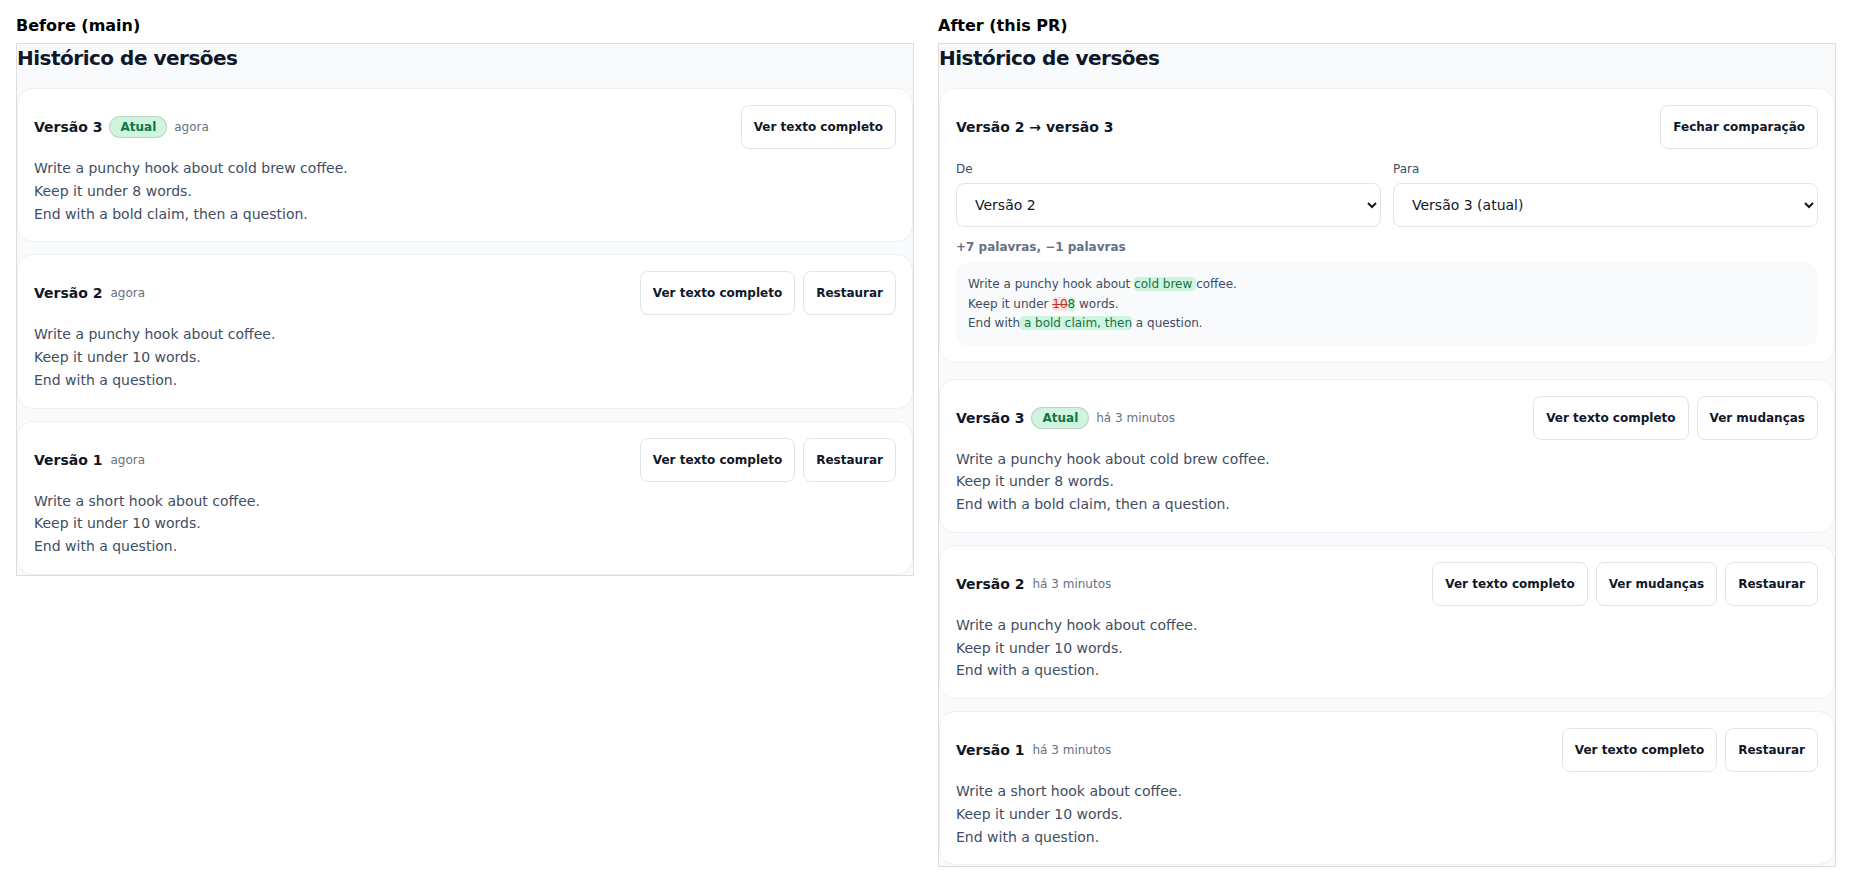 Before (main)
Histórico de versões
Versão 3 Atual agora Ver texto completo
Write a punchy hook about cold brew coffee.
Keep it under 8 words.
End with a bold claim, then a question.
Versão 2 agora Ver texto completo Restaurar
Write a punchy hook about coffee.
Keep it under 10 words.
End with a question.
Versão 1 agora Ver texto completo Restaurar
Write a short hook about coffee.
Keep it under 10 words.
End with a question.
After (this PR)
Histórico de versões
Versão 2 → versão 3 Fechar comparação
De Para
Versão 2 Versão 3 (atual)
+7 palavras, −1 palavras
Write a punchy hook about cold brew coffee.
Keep it under 108 words.
End with a bold claim, then a question.
Versão 3 Atual há 3 minutos Ver texto completo Ver mudanças
Write a punchy hook about cold brew coffee.
Keep it under 8 words.
End with a bold claim, then a question.
Versão 2 há 3 minutos Ver texto completo Ver mudanças Restaurar
Write a punchy hook about coffee.
Keep it under 10 words.
End with a question.
Versão 1 há 3 minutos Ver texto completo Restaurar
Write a short hook about coffee.
Keep it under 10 words.
End with a question.